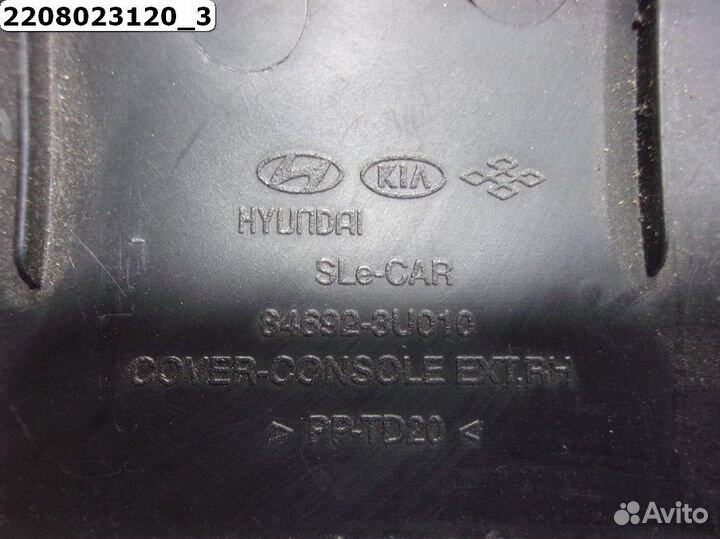 2208023120_3
KIA
HYUNDAI
SLe-CAR
84692-3U010
COVER-CONSOLE EXT,RH
> PP-TD20 <
Avito